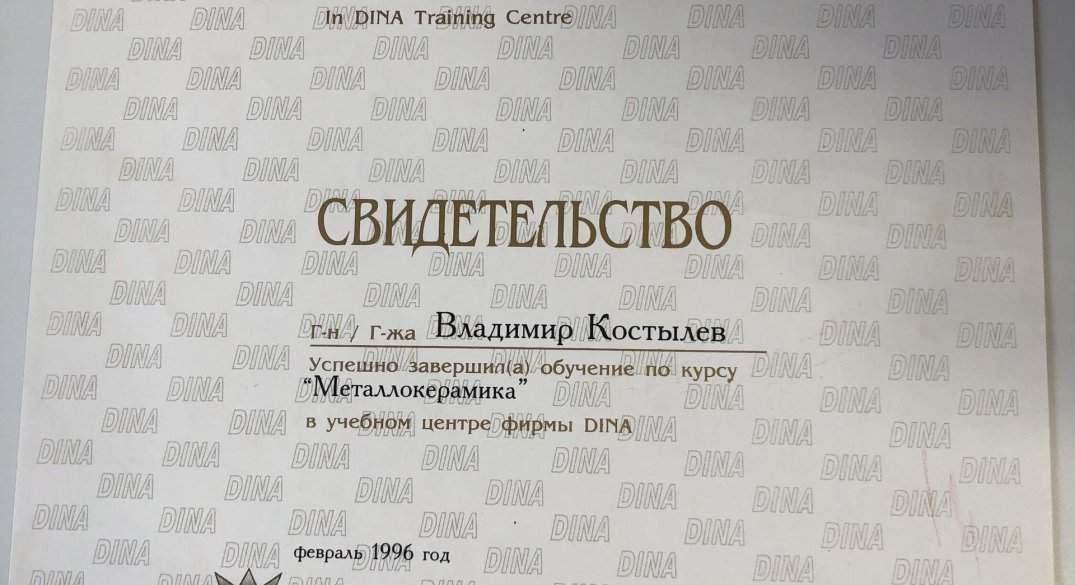 In DINA Training Centre
СВИДЕТЕЛЬСТВО
Г-н / Г-жа Владимир Костылев
Успешно завершил(а) обучение по курсу
"Металлокерамика"
в учебном центре фирмы DINA
февраль 1996 год